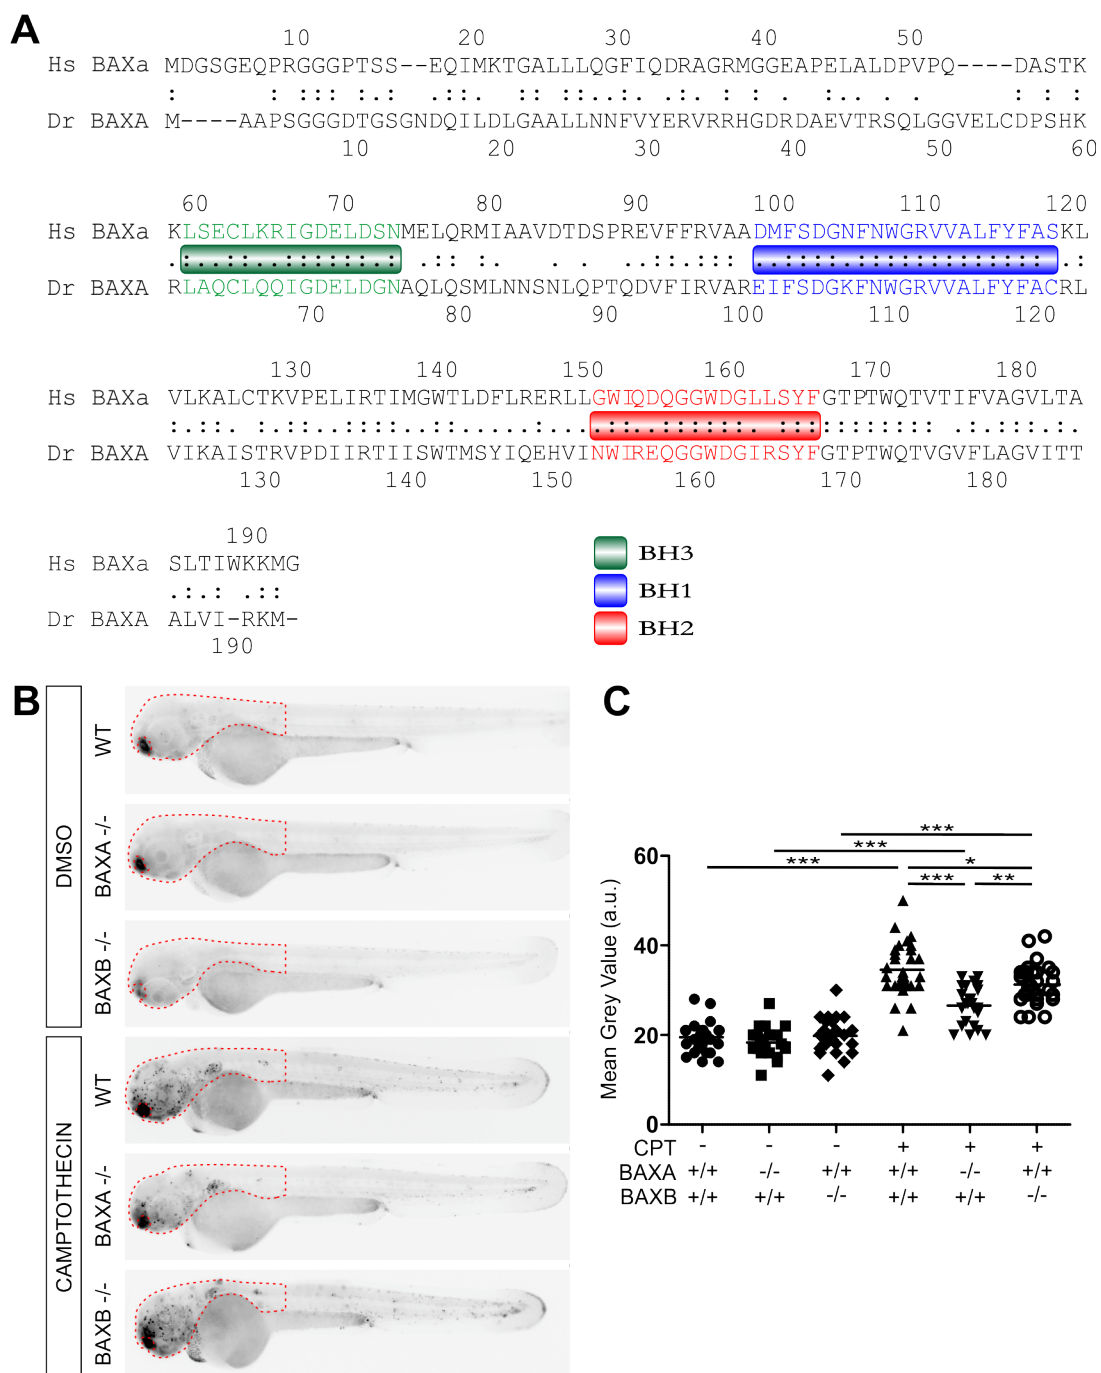 A
10 20 30 40 50
Hs BAXa MDGSGEQPRGGGPTSS--EQIMKTGALLLQGFIQDRAGRMGGEAPELALDPVPQ----DASTK
Dr BAXA M----AAPSGGGDTGSGNDQILDLGAALLNNFVYERVRRHGDRDAEVTRSQLGGVELCDPSHK
10 20 30 40 50 60
60 70 80 90 100 110 120
Hs BAXa KLSECLKRIGDELDSNMELQRMIAAVDTDSPREVFFRVAADMFSDGNFNWGRVVALFYFASKL
Dr BAXA RLAQCLQQIGDELDGNAQLQSMLNNSNLQPTQDVFIRVAREIFSDGKFNWGRVVALFYFACRL
70 80 90 100 110 120
130 140 150 160 170 180
Hs BAXa VLKALCTKVPELIRTIMGWTLDFLRERLLGWIQDQGGWDGLLSYFGTPTWQTVTIFVAGVLTA
Dr BAXA VIKAISTRVPDIIRTIISWTMSYIQEHVINWIREQGGWDGIRSYFGTPTWQTVGVFLAGVITT
130 140 150 160 170 180
190
Hs BAXa SLTIWKKMG
Dr BAXA ALVI-RKM-
190
BH3
BH1
BH2
B
DMSO
WT
BAXA -/-
BAXB -/-
CAMPTOTHECIN
WT
BAXA -/-
BAXB -/-
C
Mean Grey Value (a.u.)
60
40
20
0
***
*** ***
*** *
*** **
CPT - - - + + +
BAXA +/+ -/- +/+ +/+ -/- +/+
BAXB +/+ +/+ -/- +/+ +/+ -/-